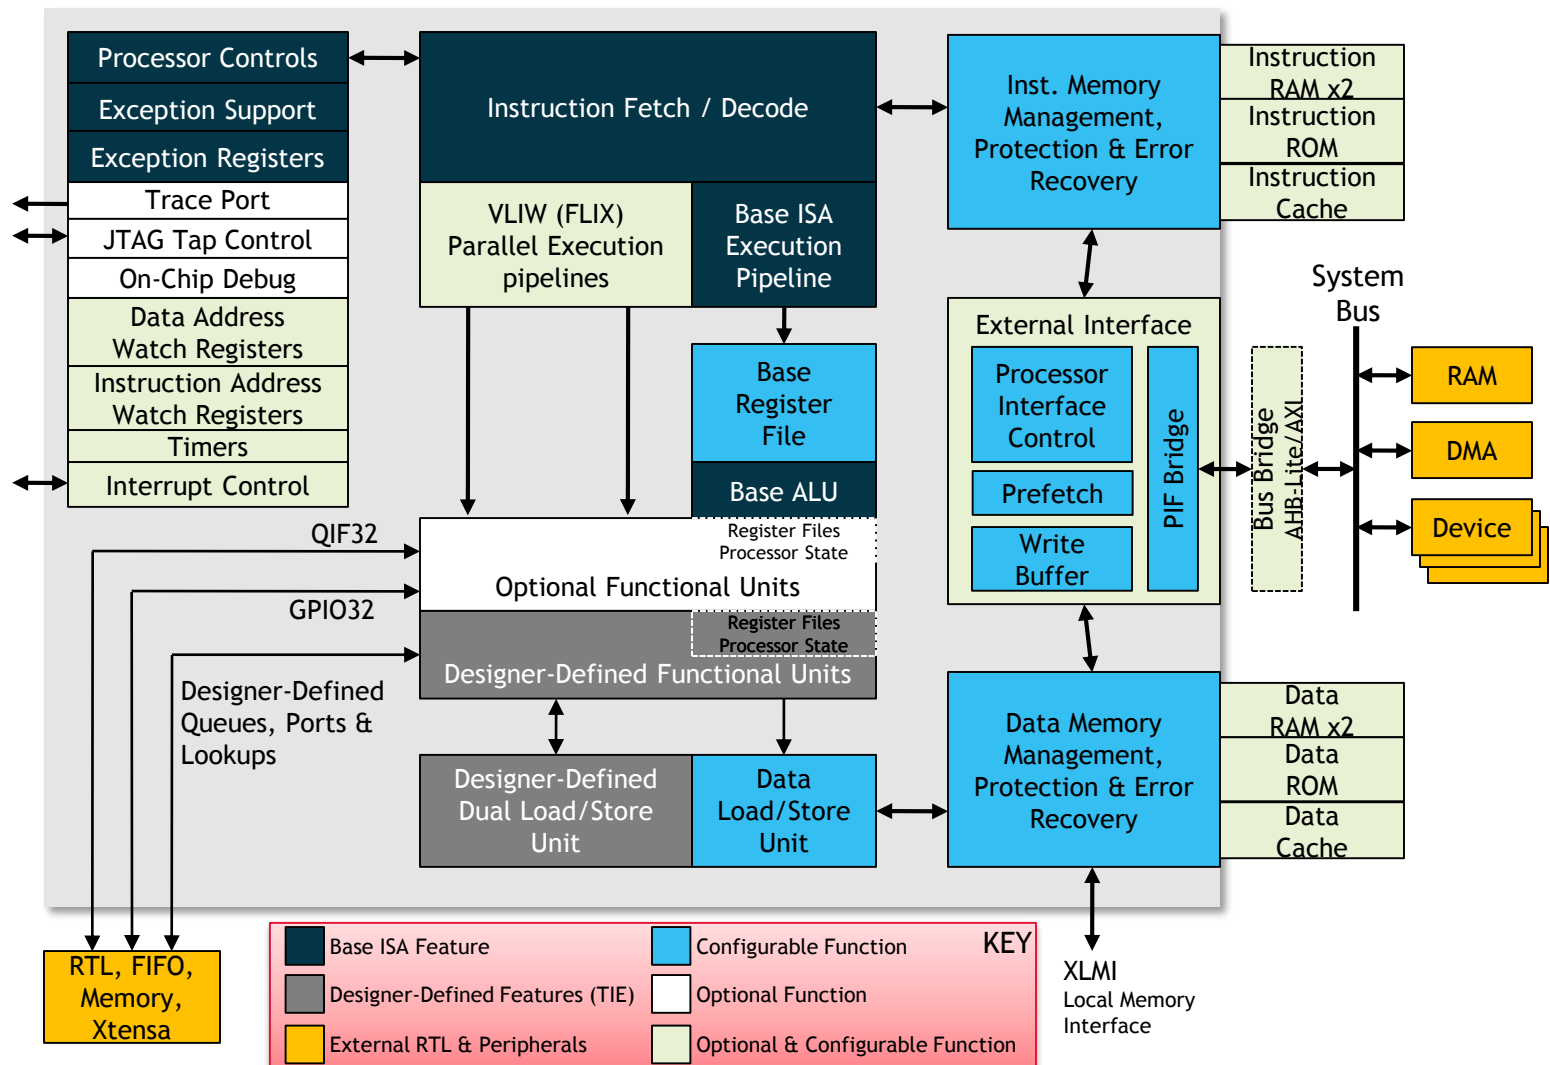 Processor Controls
Exception Support
Exception Registers
Trace Port
JTAG Tap Control
On-Chip Debug
Data Address
Watch Registers
Instruction Address
Watch Registers
Timers
Interrupt Control
Instruction Fetch / Decode
VLIW (FLIX)
Parallel Execution
pipelines
Base ISA
Execution
Pipeline
Base
Register
File
Base ALU
Register Files
Processor State
Optional Functional Units
Register Files
Processor State
Designer-Defined Functional Units
QIF32
GPIO32
Designer-Defined
Queues, Ports &
Lookups
Designer-Defined
Dual Load/Store
Unit
Data
Load/Store
Unit
Inst. Memory
Management,
Protection & Error
Recovery
Instruction
RAM x2
Instruction
ROM
Instruction
Cache
External Interface
Processor
Interface
Control
Prefetch
Write
Buffer
PIF Bridge
Bus Bridge
AHB-Lite/AXI
System
Bus
RAM
DMA
Device
Data Memory
Management,
Protection & Error
Recovery
Data
RAM x2
Data
ROM
Data
Cache
XLMI
Local Memory
Interface
RTL, FIFO,
Memory,
Xtensa
KEY
Base ISA Feature
Configurable Function
Designer-Defined Features (TIE)
Optional Function
External RTL & Peripherals
Optional & Configurable Function